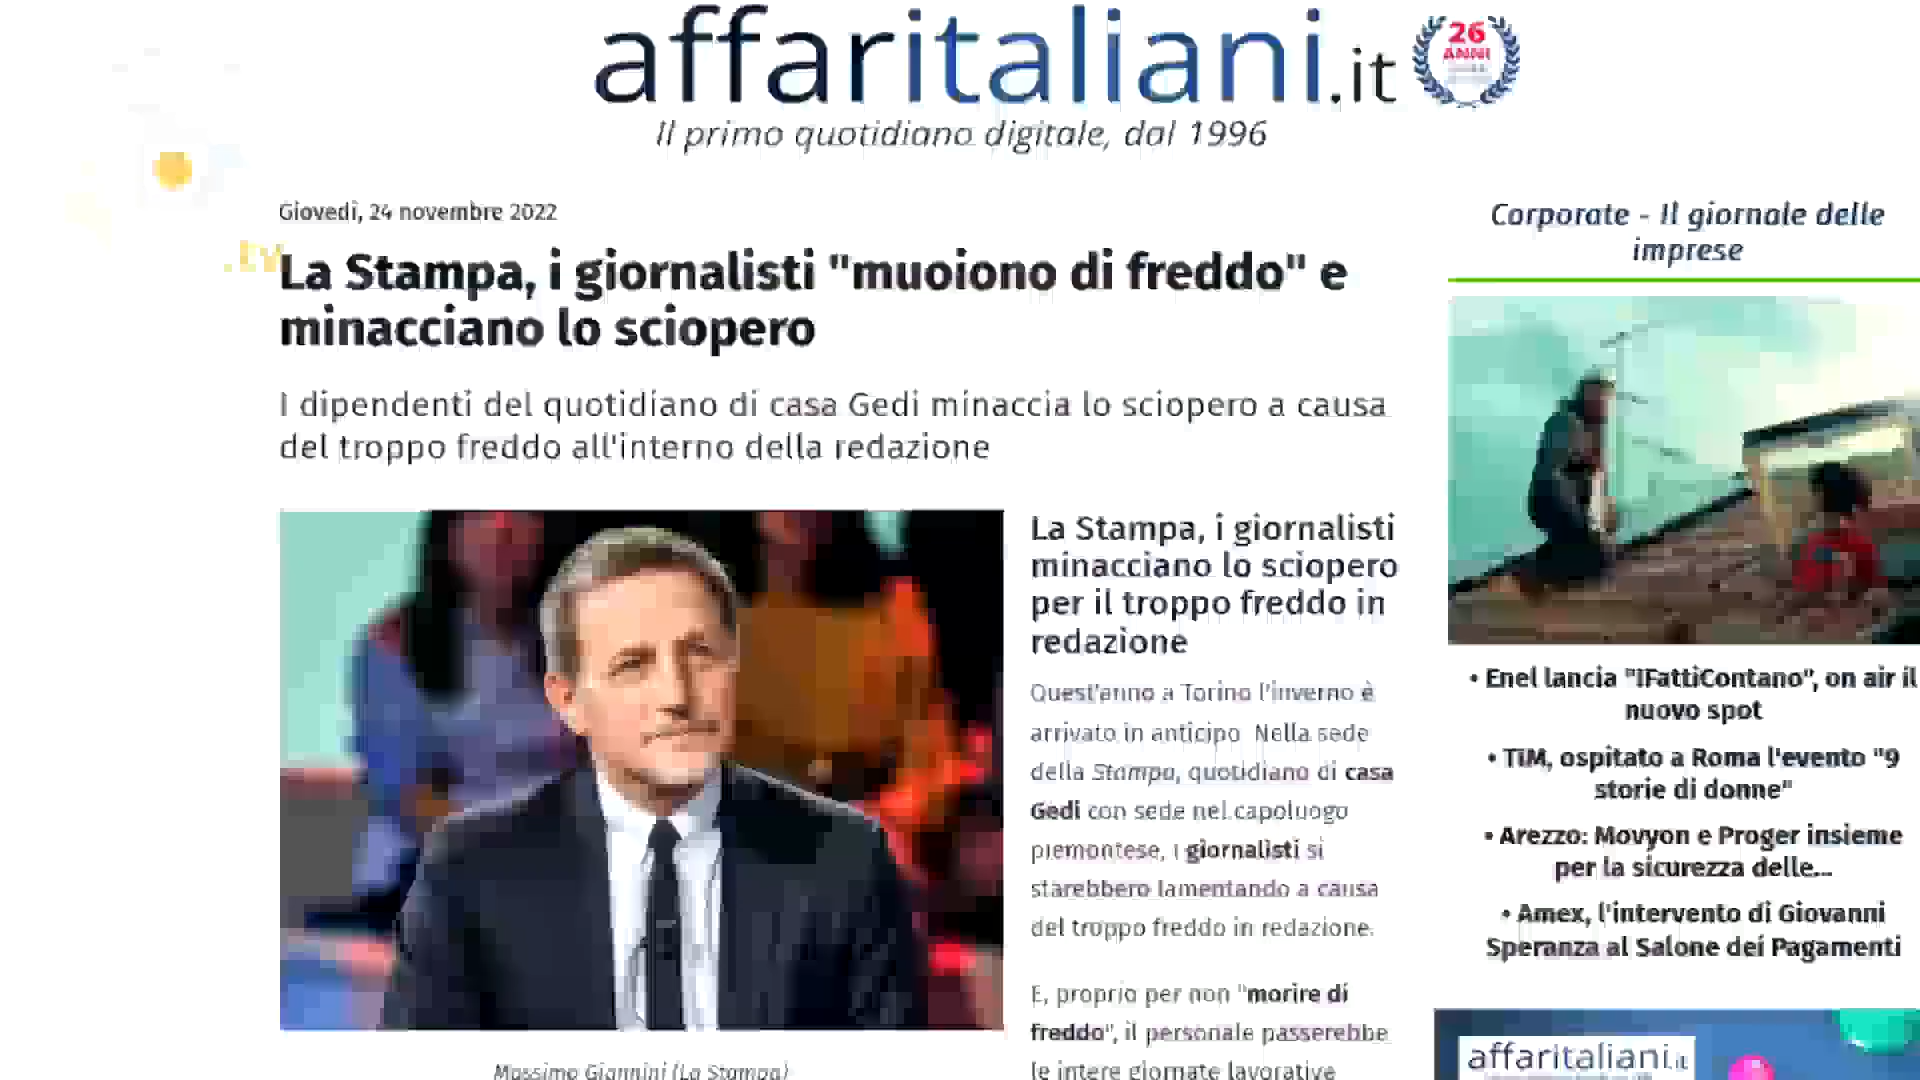 affaritaliani.it
26
ANNI
Il primo quotidiano digitale, dal 1996
.EV
Giovedì, 24 novembre 2022
La Stampa, i giornalisti "muoiono di freddo" e
minacciano lo sciopero
I dipendenti del quotidiano di casa Gedi minaccia lo sciopero a causa
del troppo freddo all'interno della redazione
La Stampa, i giornalisti
minacciano lo sciopero
per il troppo freddo in
redazione
Quest'anno a Torino l'inverno è
arrivato in anticipo. Nella sede
della Stampa, quotidiano di casa
Gedi con sede nel capoluogo
piemontese, i giornalisti si
starebbero lamentando a causa
del troppo freddo in redazione.
E, proprio per non "morire di
freddo", il personale passerebbe
le intere giornate lavorative
Massimo Giannini (La Stampa)
Corporate - Il giornale delle
imprese
• Enel lancia "IFattiContano", on air il
nuovo spot
• TIM, ospitato a Roma l'evento "9
storie di donne"
• Arezzo: Movyon e Proger insieme
per la sicurezza delle...
• Amex, l'intervento di Giovanni
Speranza al Salone dei Pagamenti
affaritaliani.it